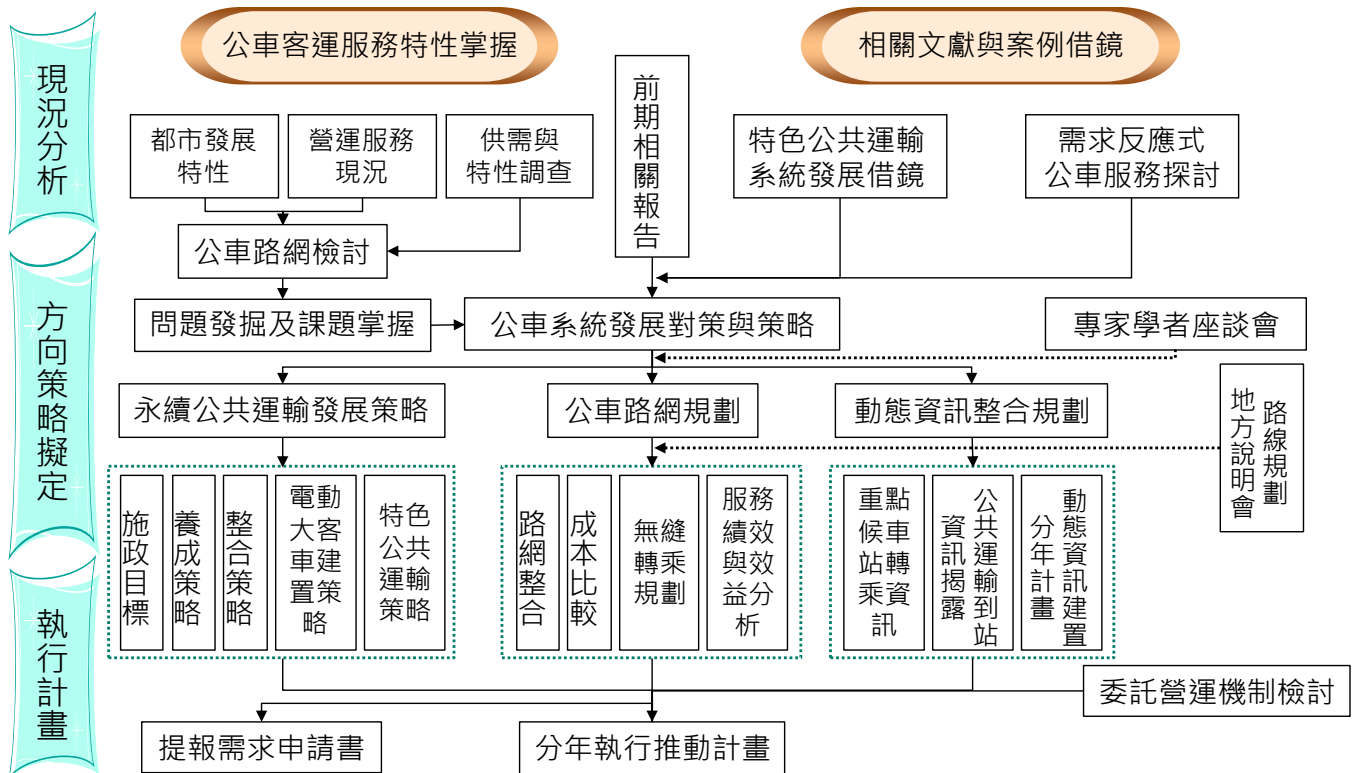 現況分析
方向策略擬定
執行計畫
公車客運服務特性掌握
相關文獻與案例借鏡
都市發展
特性
營運服務
現況
供需與
特性調查
前期相關報告
特色公共運輸
系統發展借鏡
需求反應式
公車服務探討
公車路網檢討
問題發掘及課題掌握
公車系統發展對策與策略
專家學者座談會
永續公共運輸發展策略
公車路網規劃
動態資訊整合規劃
路線規劃
地方說明會
施政目標
養成策略
整合策略
電動
大客
車建
置策
略
特色
公共
運輸
策略
路網整合
成本比較
無縫
轉乘
規劃
服務
績效
與效
益分
析
重點
候車
站轉
乘資
訊
公共運輸到站
資訊揭露
動態資訊建置
分年計畫
委託營運機制檢討
提報需求申請書
分年執行推動計畫